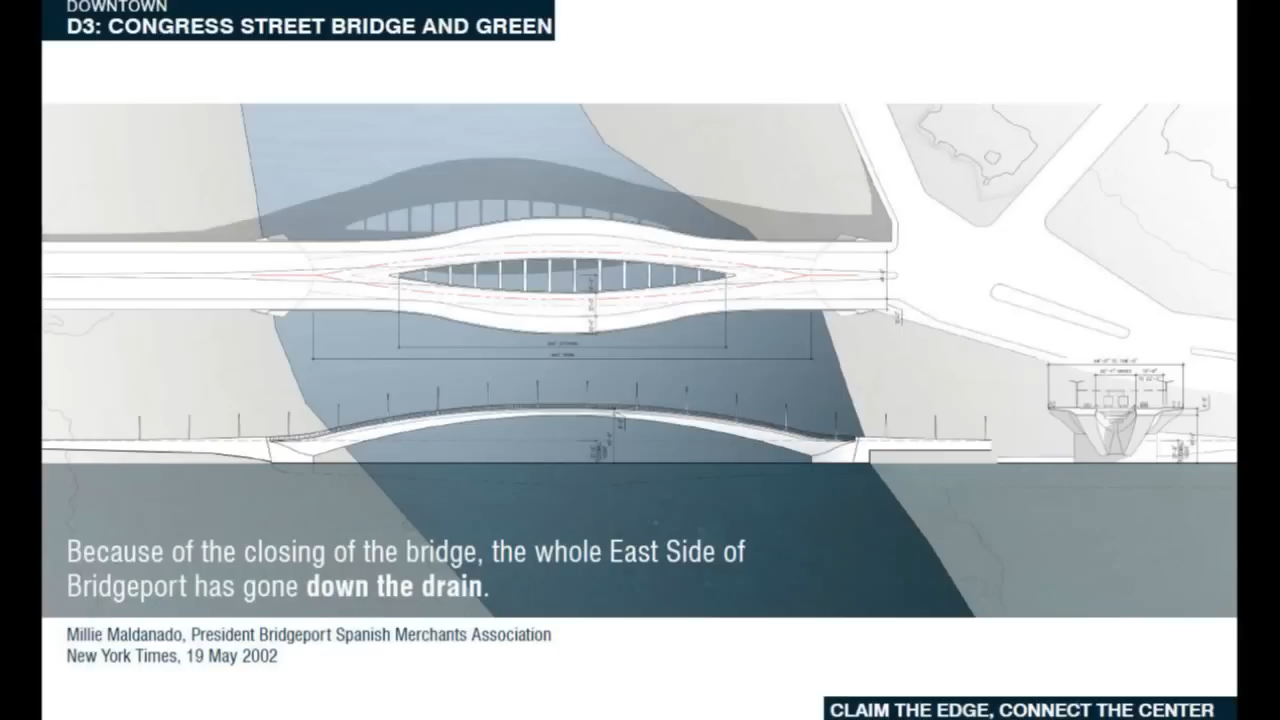 DOWNTOWN
D3: CONGRESS STREET BRIDGE AND GREEN
Because of the closing of the bridge, the whole East Side of
Bridgeport has gone down the drain.
Millie Maldanado, President Bridgeport Spanish Merchants Association
New York Times, 19 May 2002
CLAIM THE EDGE, CONNECT THE CENTER